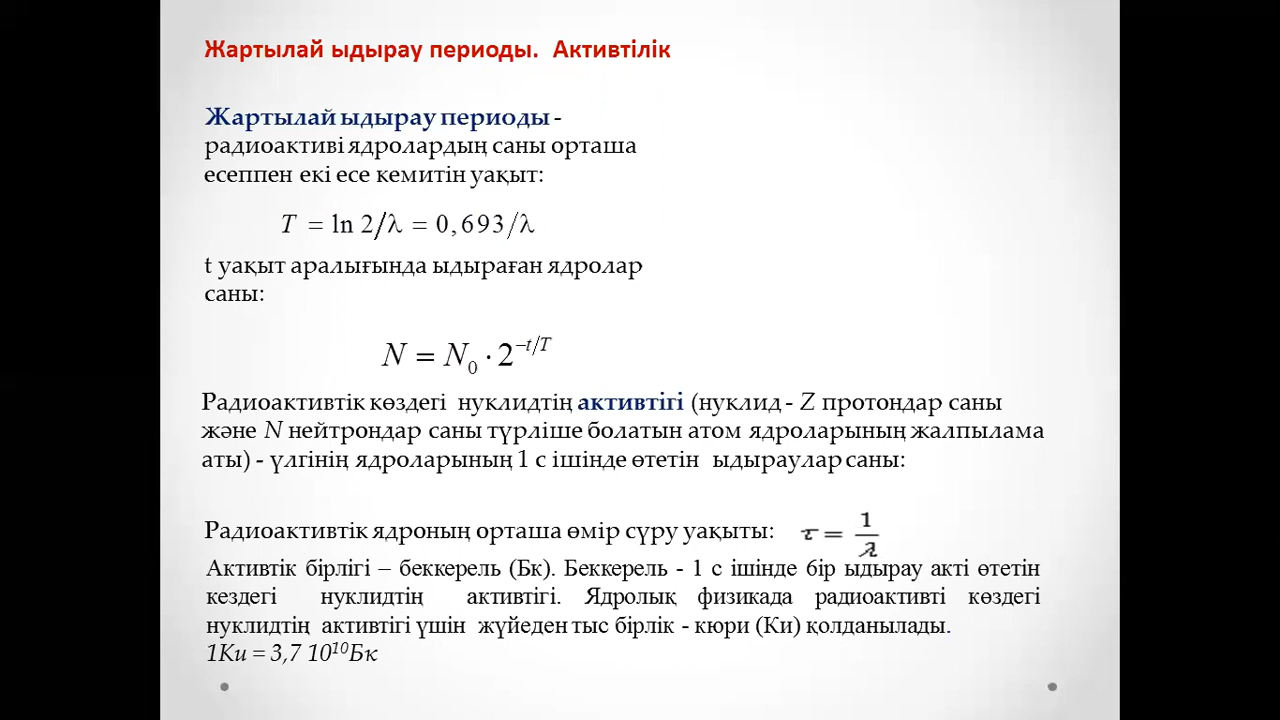 Жартылай ыдырау периоды. Активтілік
Жартылай ыдырау периоды -
радиоактиві ядролардың саны орташа
есеппен екі есе кемитін уақыт:
T = ln 2/λ = 0,693/λ
t уақыт аралығында ыдыраған ядролар
саны:
N = N₀ · 2^(−t/T)
Радиоактивтік көздегі нуклидтің активтігі (нуклид - Z протондар саны
және N нейтрондар саны түрліше болатын атом ядроларының жалпылама
аты) - үлгінің ядроларының 1 с ішінде өтетін ыдыраулар саны:
Радиоактивтік ядроның орташа өмір сүру уақыты: τ = 1/λ
Активтік бірлігі – беккерель (Бк). Беккерель - 1 с ішінде 6ір ыдырау акті өтетін
кездегі нуклидтің активтігі. Ядролық физикада радиоактивті көздегі
нуклидтің активтігі үшін жүйеден тыс бірлік - кюри (Ки) қолданылады.
1Ки = 3,7 10¹⁰Бк